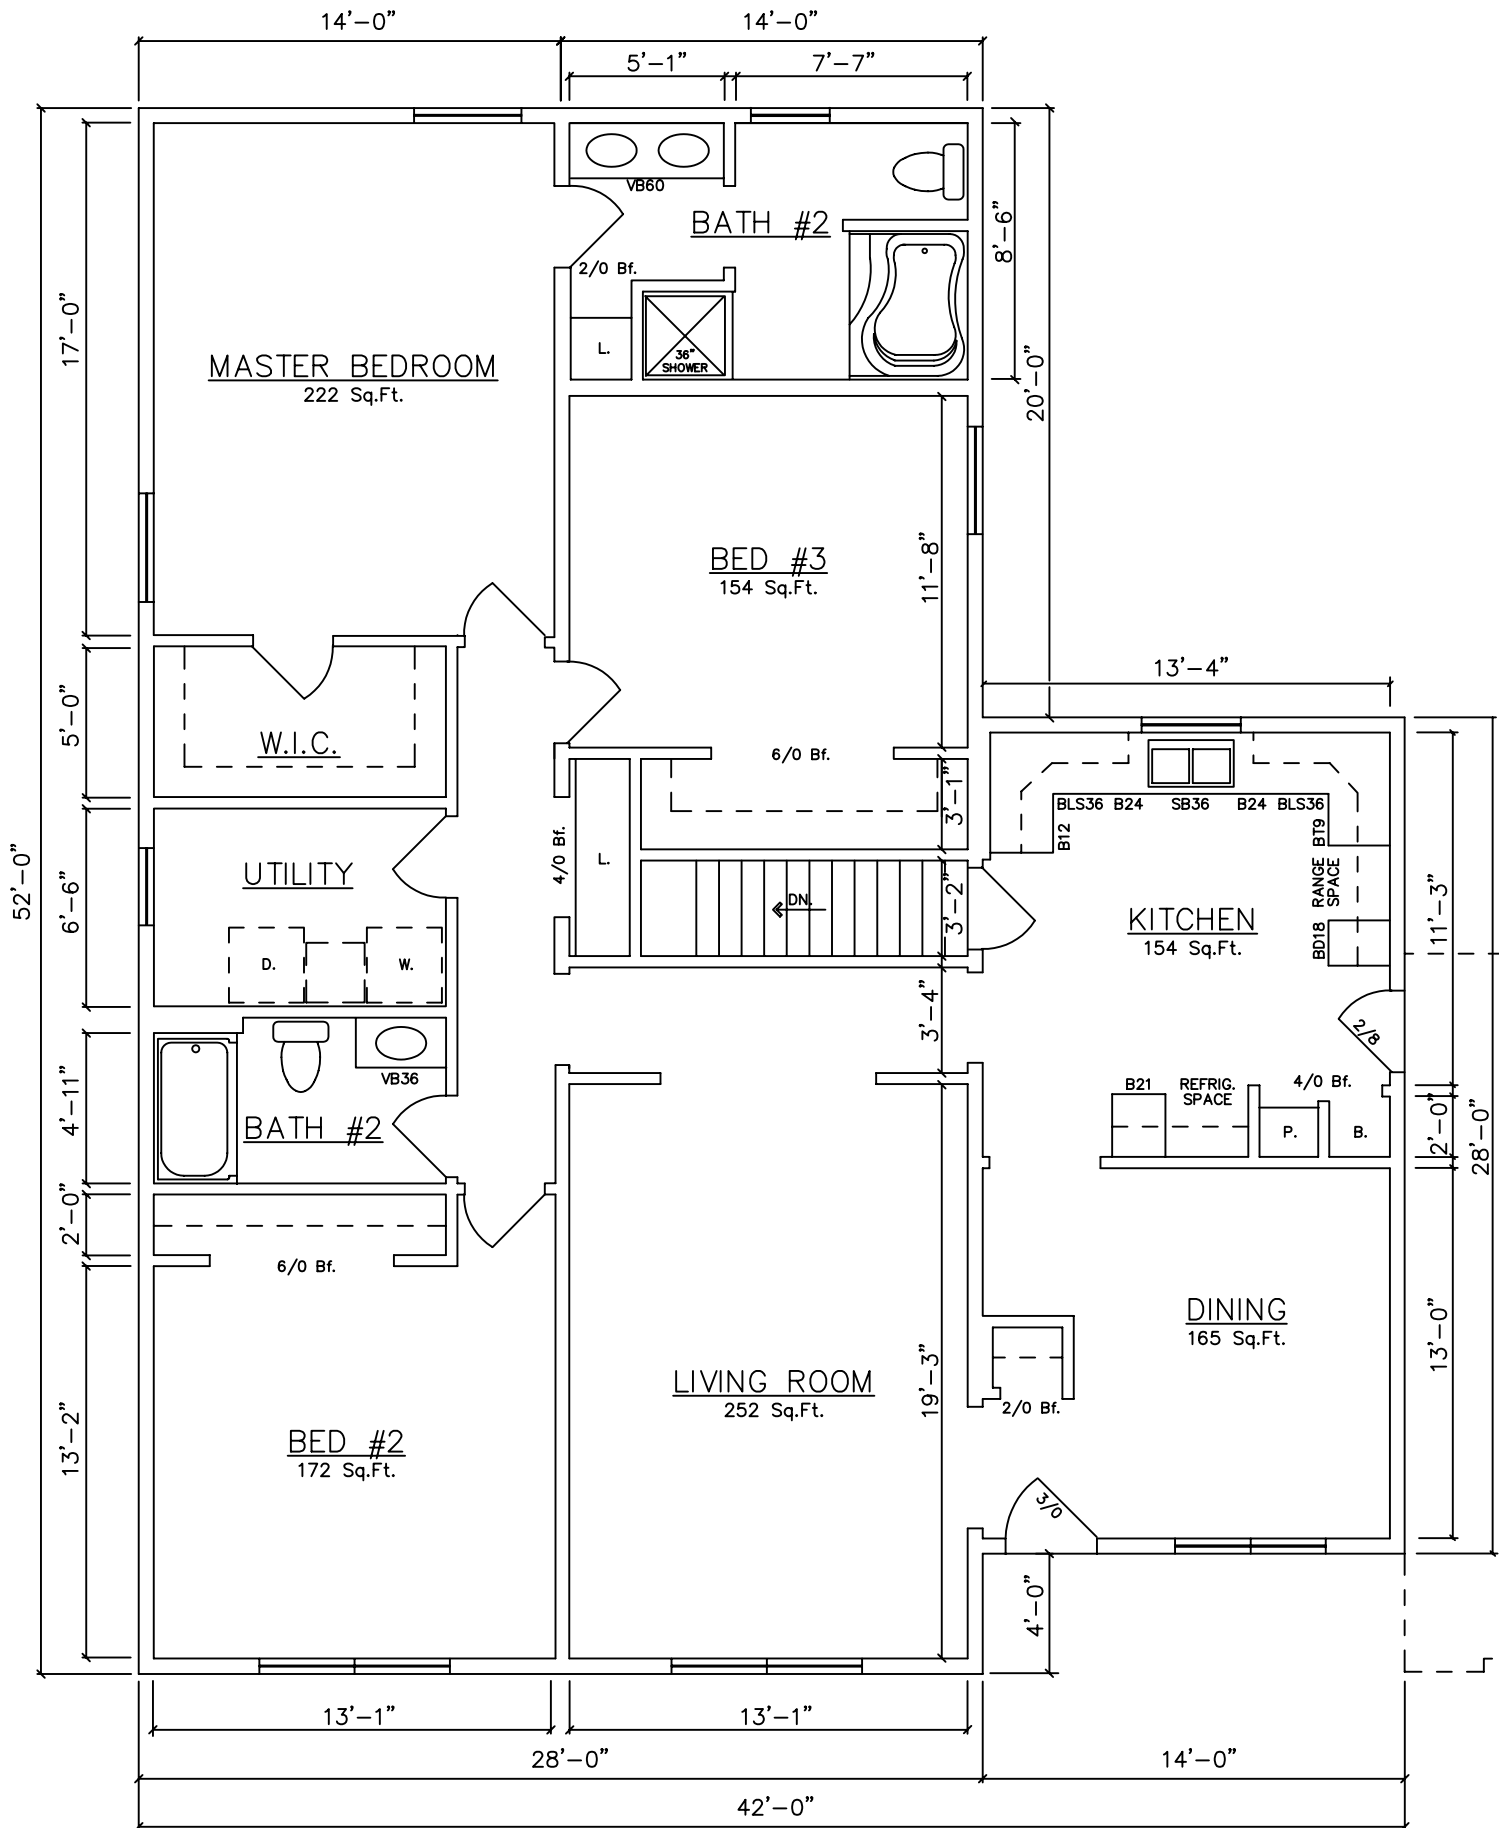 14'-0"
14'-0"
5'-1"
7'-7"
VB60
BATH #2
8'-6"
2/0 Bf.
17'-0"
L.
36"
SHOWER
MASTER BEDROOM
222 Sq.Ft.
20'-0"
BED #3
154 Sq.Ft.
11'-8"
13'-4"
5'-0"
W.I.C.
6/0 Bf.
3'-1"
BLS36 B24 SB36 B24 BLS36
B12
BT9
52'-0"
4/0 Bf.
L.
UTILITY
6'-6"
RANGE
SPACE
DN.
3'-2"
KITCHEN
154 Sq.Ft.
11'-3"
BD18
D.
W.
3'-4"
2/8
VB36
4'-11"
BATH #2
B21
REFRIG.
SPACE
4/0 Bf.
P.
B.
2'-0"
28'-0"
2'-0"
6/0 Bf.
DINING
165 Sq.Ft.
13'-0"
LIVING ROOM
252 Sq.Ft.
19'-3"
2/0 Bf.
13'-2"
BED #2
172 Sq.Ft.
3/0
4'-0"
13'-1"
13'-1"
28'-0"
14'-0"
42'-0"